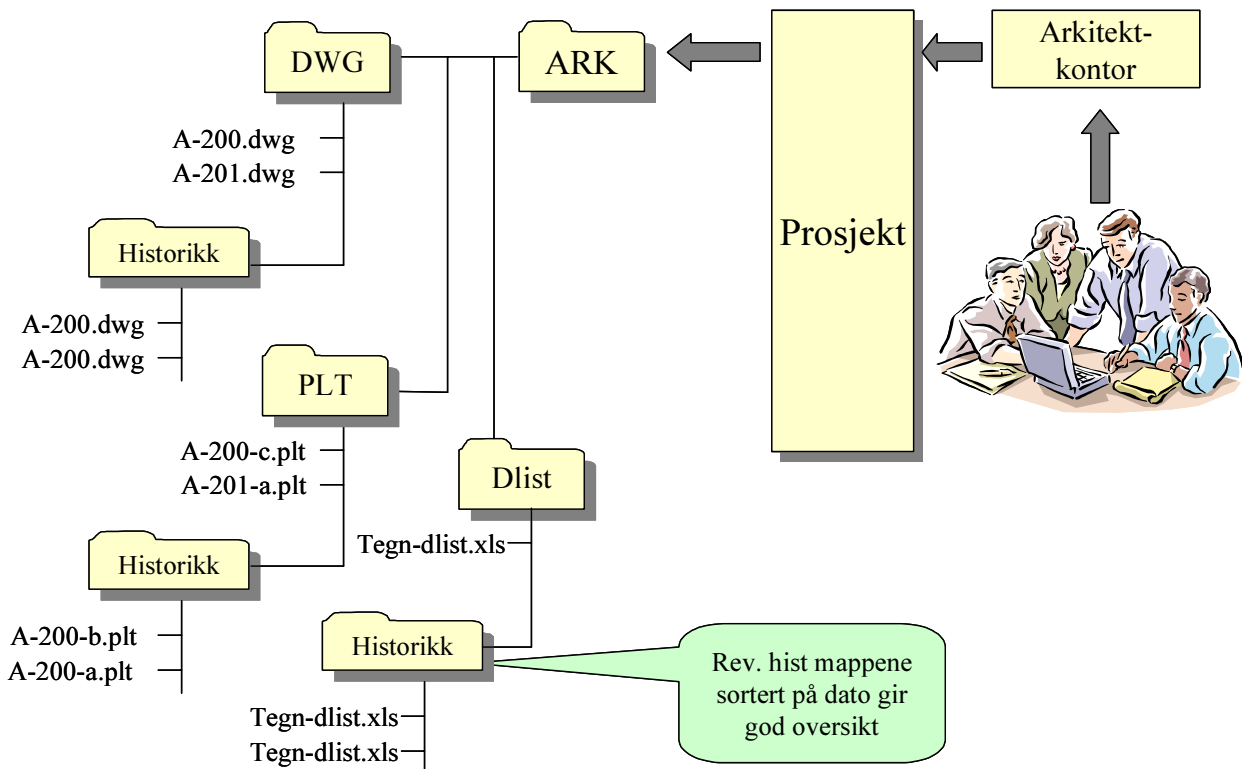 DWG
ARK
Arkitekt-
kontor
A-200.dwg
A-201.dwg
Prosjekt
Historikk
A-200.dwg
A-200.dwg
PLT
A-200-c.plt
A-201-a.plt
Dlist
Tegn-dlist.xls
Historikk
A-200-b.plt
A-200-a.plt
Historikk
Rev. hist mappene
sortert på dato gir
god oversikt
Tegn-dlist.xls
Tegn-dlist.xls